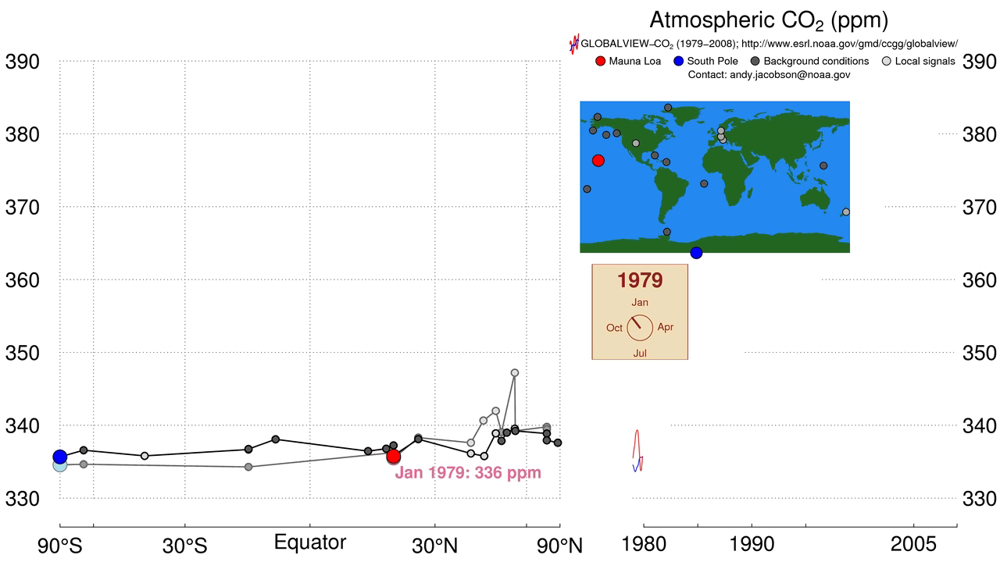 Atmospheric CO₂ (ppm)
GLOBALVIEW–CO₂ (1979–2008); http://www.esrl.noaa.gov/gmd/ccgg/globalview/
Mauna Loa South Pole Background conditions Local signals
Contact: andy.jacobson@noaa.gov
390 390
380 380
370 370
360 360
350 350
340 340
330 330
1979
Jan
Oct Apr
Jul
Jan 1979: 336 ppm
90°S 30°S Equator 30°N 90°N 1980 1990 2005